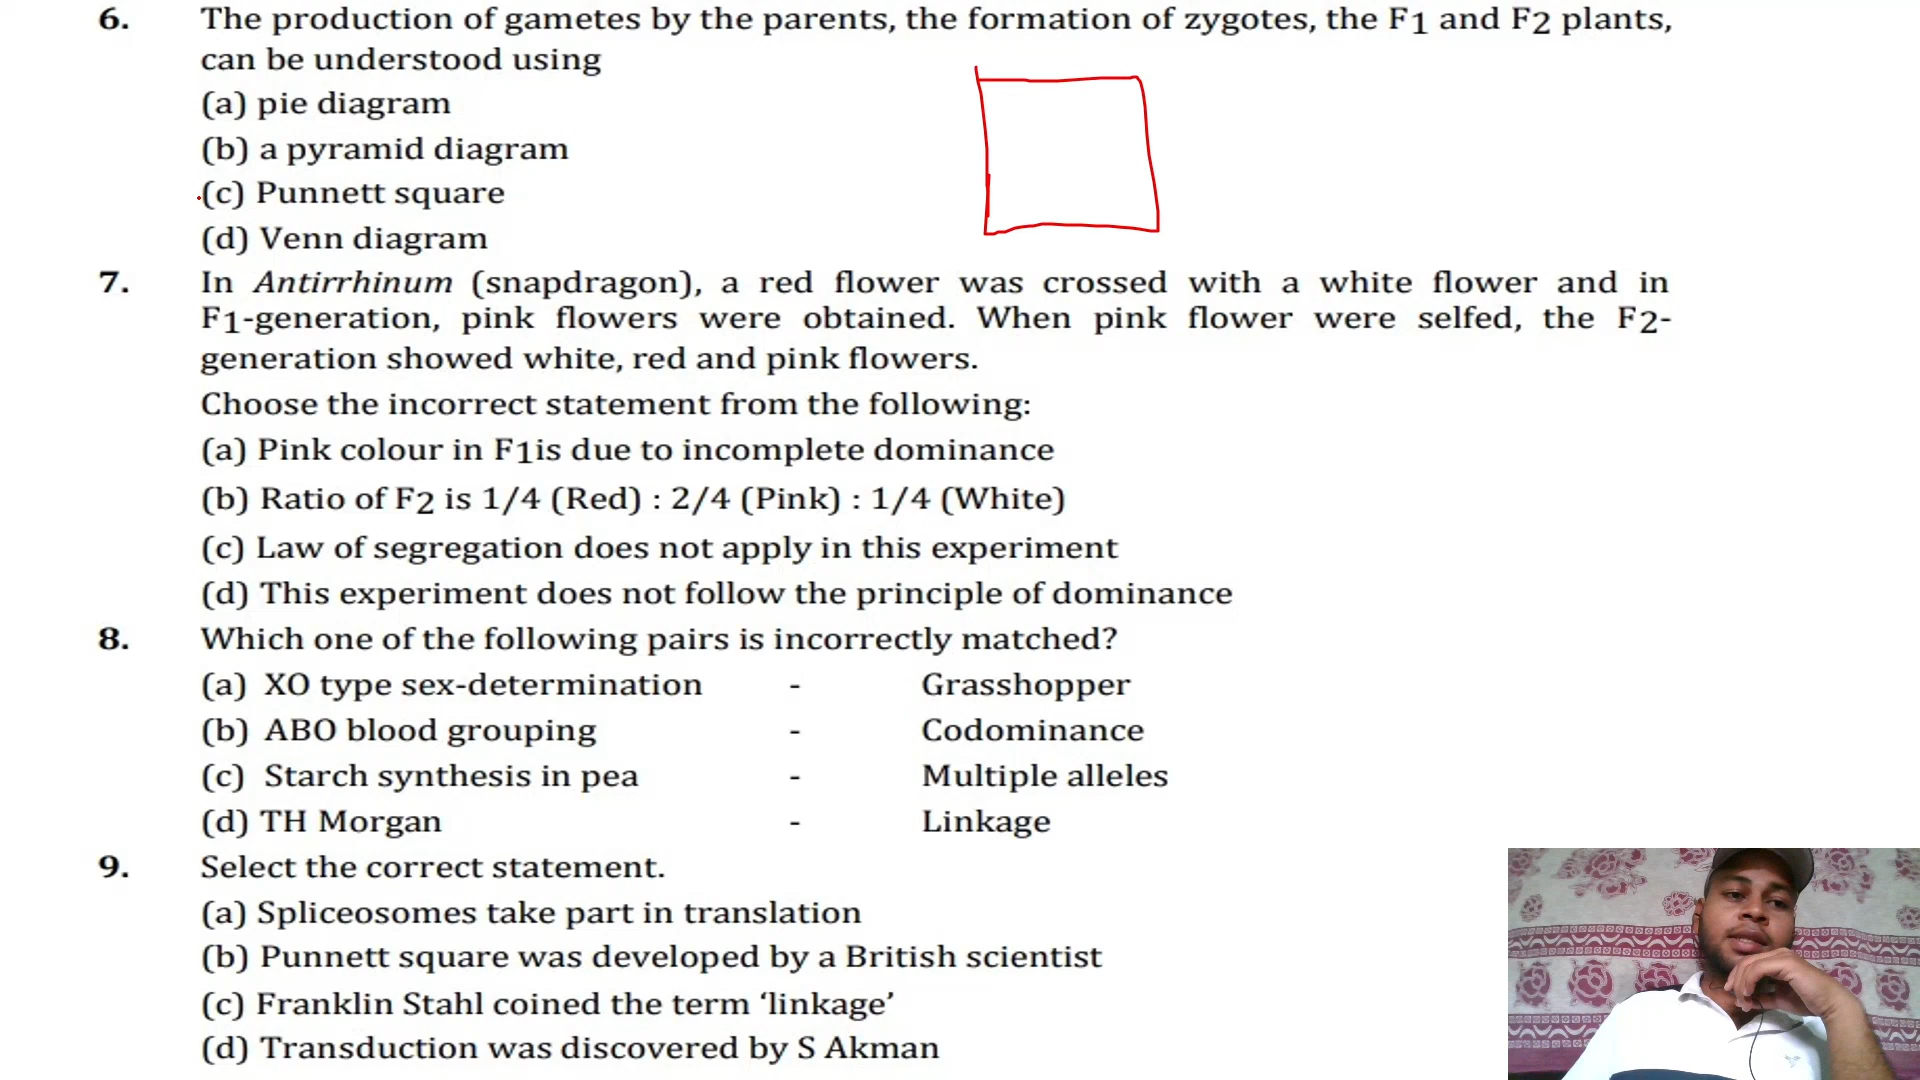 6. The production of gametes by the parents, the formation of zygotes, the F1 and F2 plants,
can be understood using
(a) pie diagram
(b) a pyramid diagram
(c) Punnett square
(d) Venn diagram
7. In Antirrhinum (snapdragon), a red flower was crossed with a white flower and in
F1-generation, pink flowers were obtained. When pink flower were selfed, the F2-
generation showed white, red and pink flowers.
Choose the incorrect statement from the following:
(a) Pink colour in F1is due to incomplete dominance
(b) Ratio of F2 is 1/4 (Red) : 2/4 (Pink) : 1/4 (White)
(c) Law of segregation does not apply in this experiment
(d) This experiment does not follow the principle of dominance
8. Which one of the following pairs is incorrectly matched?
(a) XO type sex-determination - Grasshopper
(b) ABO blood grouping - Codominance
(c) Starch synthesis in pea - Multiple alleles
(d) TH Morgan - Linkage
9. Select the correct statement.
(a) Spliceosomes take part in translation
(b) Punnett square was developed by a British scientist
(c) Franklin Stahl coined the term ‘linkage’
(d) Transduction was discovered by S Akman